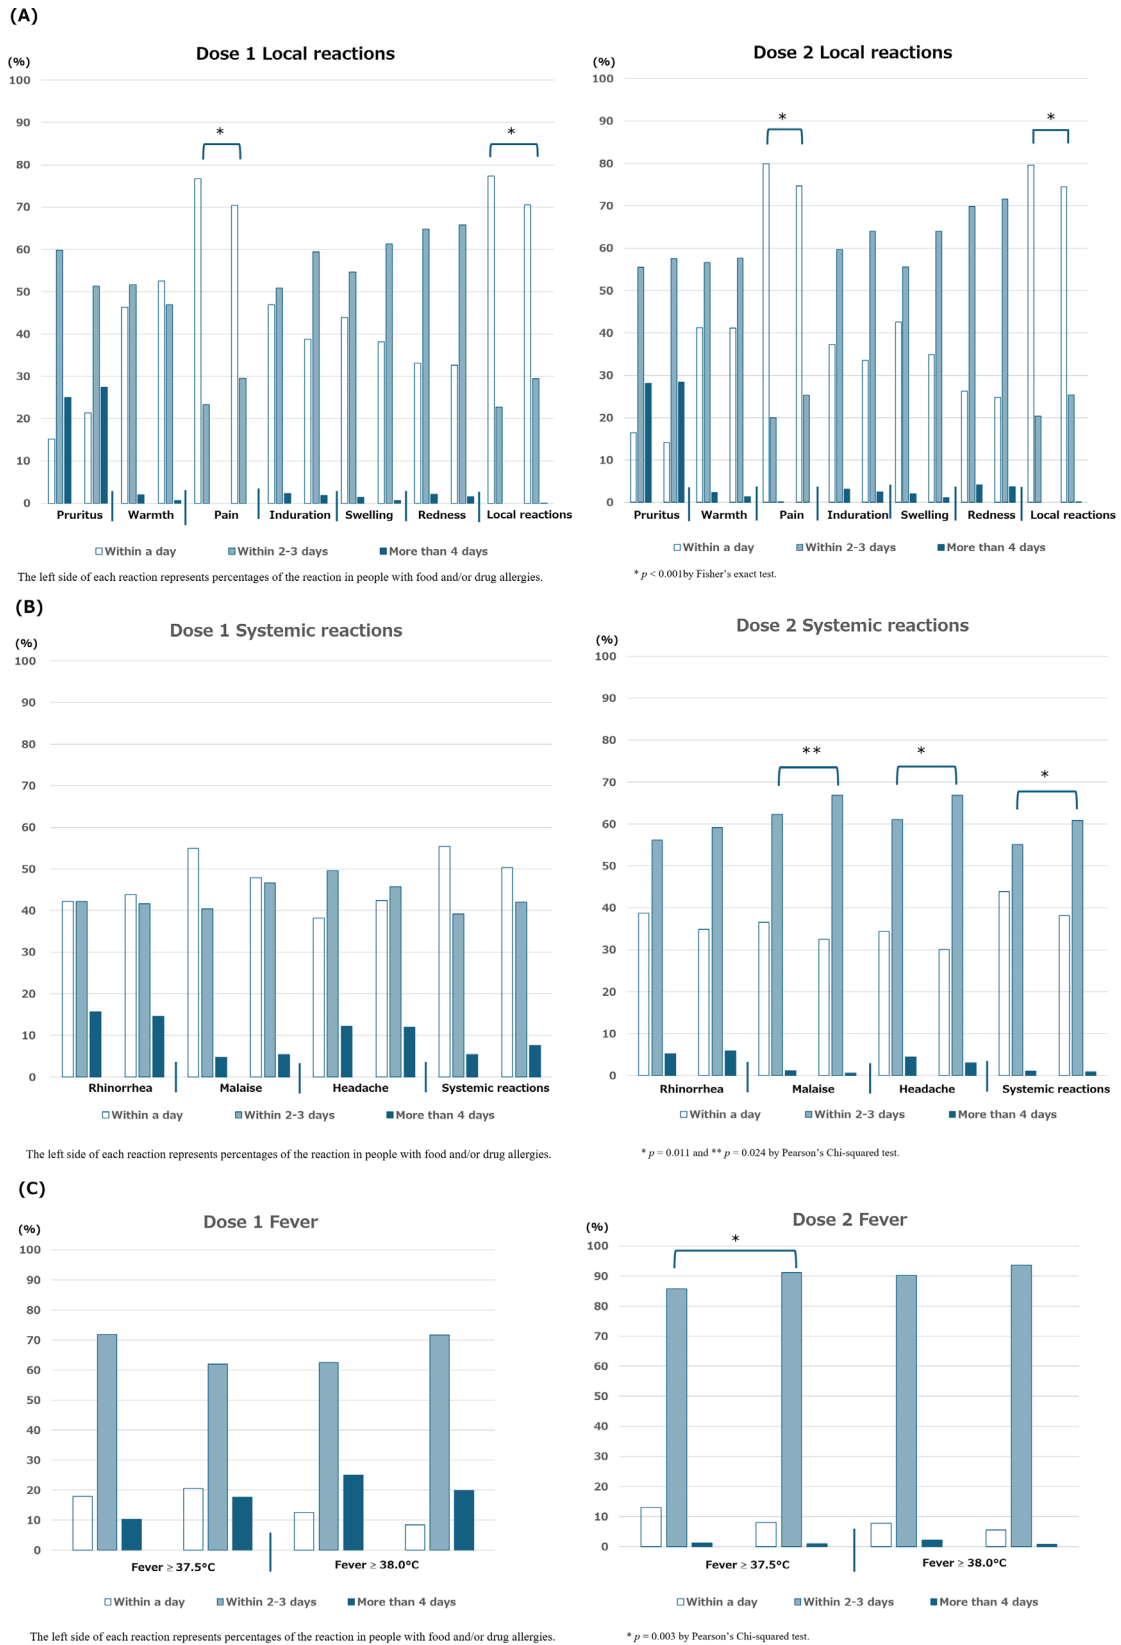 (A)
Dose 1 Local reactions
(%)
100
90
80
70
60
50
40
30
20
10
0
*
*
Pruritus
Warmth
Pain
Induration
Swelling
Redness
Local reactions
Within a day
Within 2-3 days
More than 4 days
The left side of each reaction represents percentages of the reaction in people with food and/or drug allergies.
Dose 2 Local reactions
(%)
100
90
80
70
60
50
40
30
20
10
0
*
*
Pruritus
Warmth
Pain
Induration
Swelling
Redness
Local reactions
Within a day
Within 2-3 days
More than 4 days
* p < 0.001by Fisher's exact test.
(B)
Dose 1 Systemic reactions
(%)
100
90
80
70
60
50
40
30
20
10
0
Rhinorrhea
Malaise
Headache
Systemic reactions
Within a day
Within 2-3 days
More than 4 days
The left side of each reaction represents percentages of the reaction in people with food and/or drug allergies.
Dose 2 Systemic reactions
(%)
100
90
80
70
60
50
40
30
20
10
0
**
*
*
Rhinorrhea
Malaise
Headache
Systemic reactions
Within a day
Within 2-3 days
More than 4 days
* p = 0.011 and ** p = 0.024 by Pearson's Chi-squared test.
(C)
Dose 1 Fever
(%)
100
90
80
70
60
50
40
30
20
10
0
Fever ≥ 37.5°C
Fever ≥ 38.0°C
Within a day
Within 2-3 days
More than 4 days
The left side of each reaction represents percentages of the reaction in people with food and/or drug allergies.
Dose 2 Fever
(%)
100
90
80
70
60
50
40
30
20
10
0
*
Fever ≥ 37.5°C
Fever ≥ 38.0°C
Within a day
Within 2-3 days
More than 4 days
* p = 0.003 by Pearson's Chi-squared test.